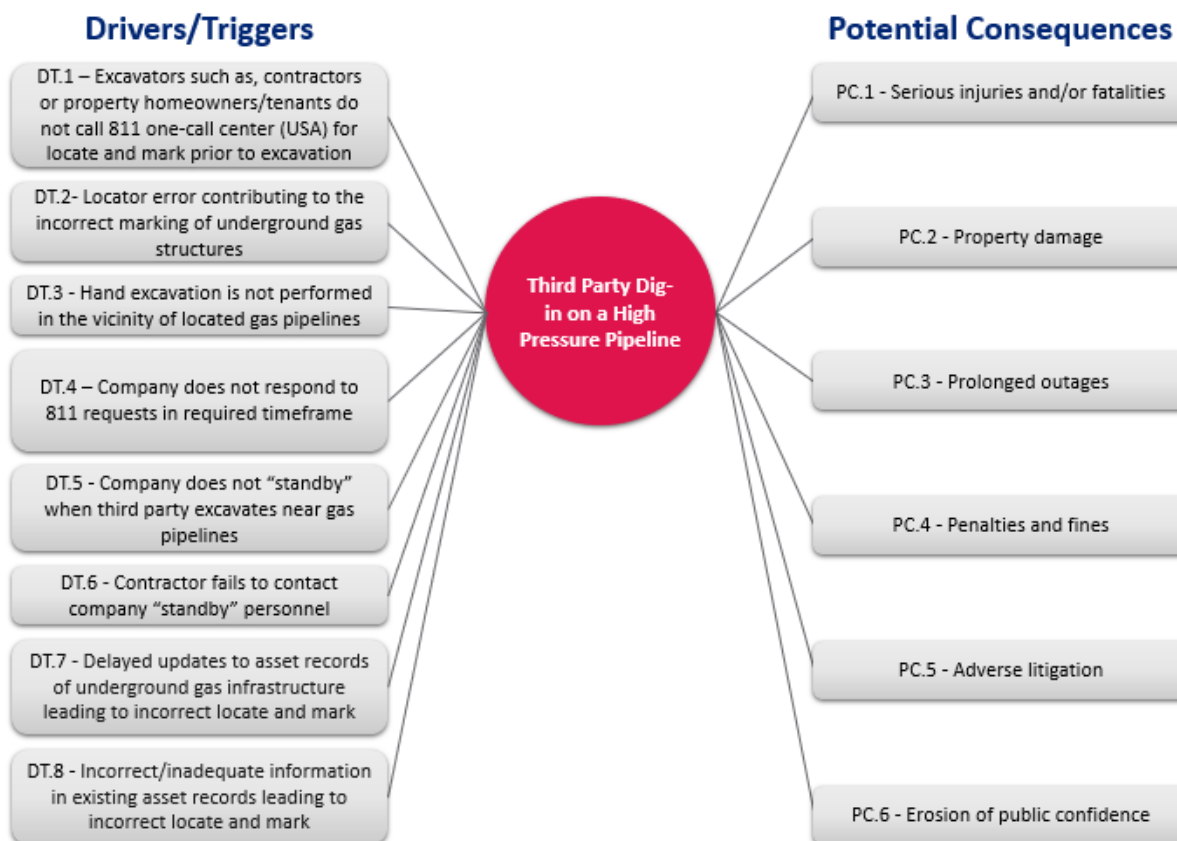 Drivers/Triggers
DT.1 – Excavators such as, contractors
or property homeowners/tenants do
not call 811 one-call center (USA) for
locate and mark prior to excavation
DT.2- Locator error contributing to the
incorrect marking of underground gas
structures
DT.3 - Hand excavation is not performed
in the vicinity of located gas pipelines
DT.4 – Company does not respond to
811 requests in required timeframe
DT.5 - Company does not “standby”
when third party excavates near gas
pipelines
DT.6 - Contractor fails to contact
company “standby” personnel
DT.7 - Delayed updates to asset records
of underground gas infrastructure
leading to incorrect locate and mark
DT.8 - Incorrect/inadequate information
in existing asset records leading to
incorrect locate and mark
Third Party Dig-
in on a High
Pressure Pipeline
Potential Consequences
PC.1 - Serious injuries and/or fatalities
PC.2 - Property damage
PC.3 - Prolonged outages
PC.4 - Penalties and fines
PC.5 - Adverse litigation
PC.6 - Erosion of public confidence